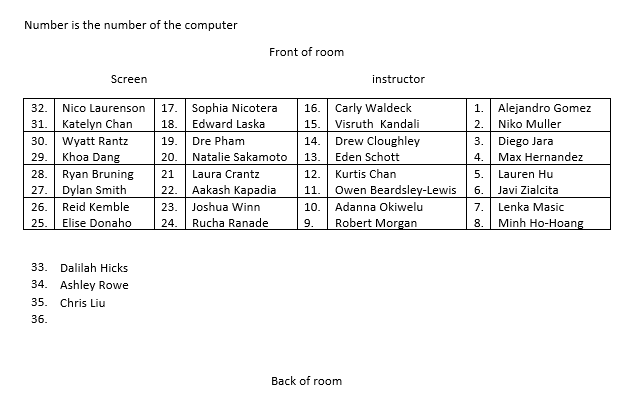 Number is the number of the computer
Front of room
Screen instructor
32. Nico Laurenson 17. Sophia Nicotera 16. Carly Waldeck 1. Alejandro Gomez
31. Katelyn Chan 18. Edward Laska 15. Visruth Kandali 2. Niko Muller
30. Wyatt Rantz 19. Dre Pham 14. Drew Cloughley 3. Diego Jara
29. Khoa Dang 20. Natalie Sakamoto 13. Eden Schott 4. Max Hernandez
28. Ryan Bruning 21 Laura Crantz 12. Kurtis Chan 5. Lauren Hu
27. Dylan Smith 22. Aakash Kapadia 11. Owen Beardsley-Lewis 6. Javi Zialcita
26. Reid Kemble 23. Joshua Winn 10. Adanna Okiwelu 7. Lenka Masic
25. Elise Donaho 24. Rucha Ranade 9. Robert Morgan 8. Minh Ho-Hoang
33. Dalilah Hicks
34. Ashley Rowe
35. Chris Liu
36.
Back of room